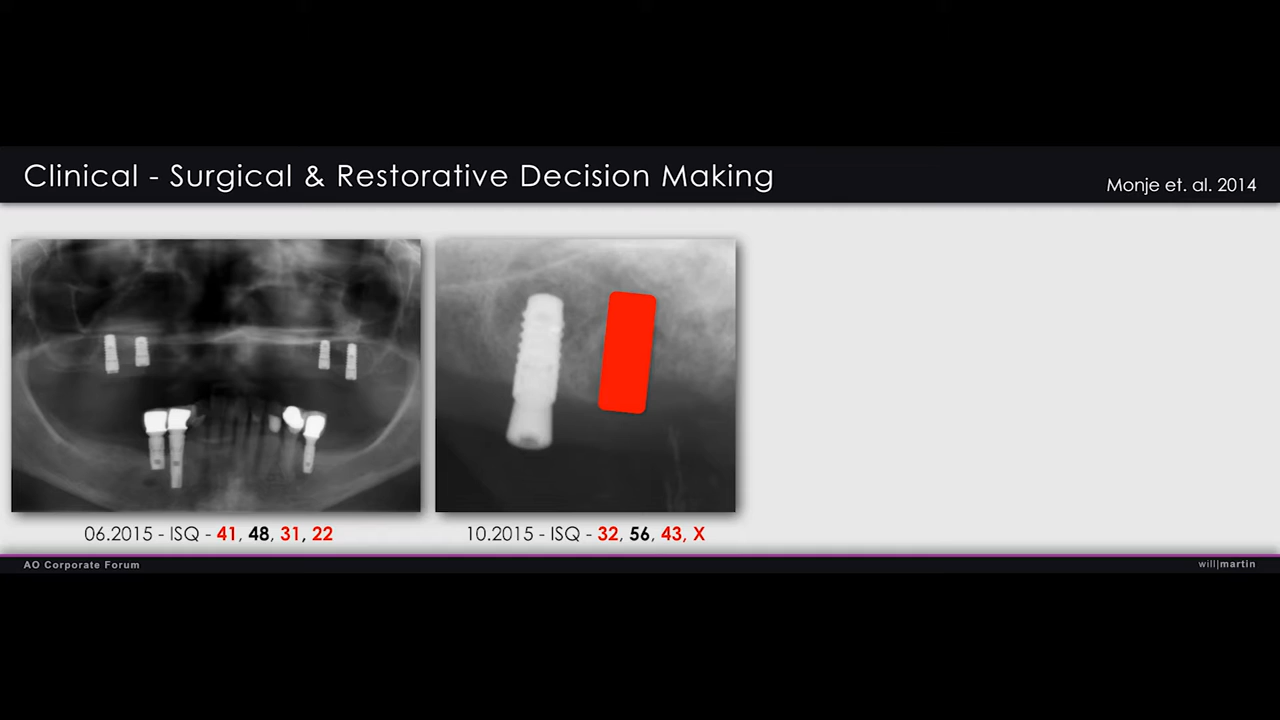 Clinical - Surgical & Restorative Decision Making
Monje et. al. 2014
06.2015 - ISQ - 41, 48, 31, 22
10.2015 - ISQ - 32, 56, 43, X
AO Corporate Forum
will|martin